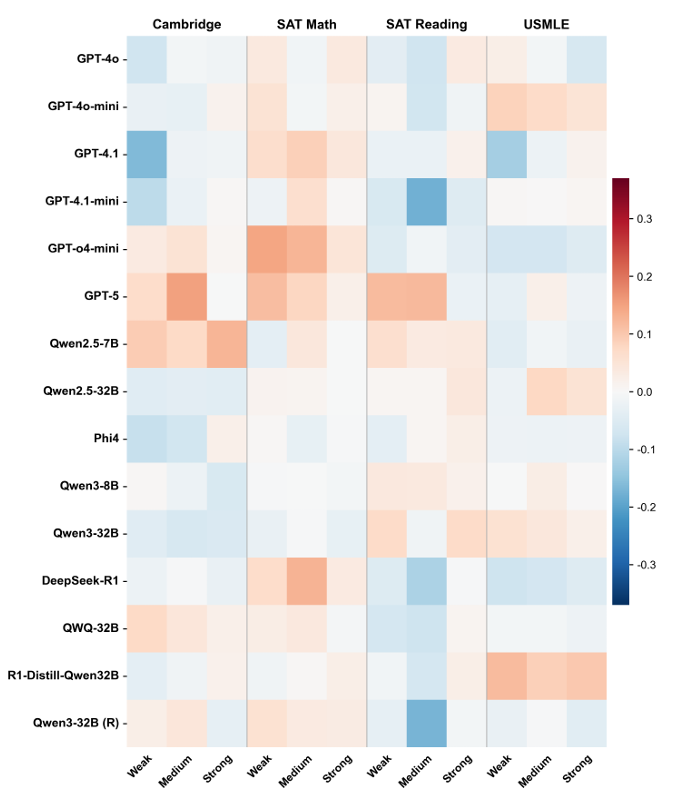 Cambridge SAT Math SAT Reading USMLE
GPT-4o
GPT-4o-mini
GPT-4.1
GPT-4.1-mini
GPT-o4-mini
GPT-5
Qwen2.5-7B
Qwen2.5-32B
Phi4
Qwen3-8B
Qwen3-32B
DeepSeek-R1
QWQ-32B
R1-Distill-Qwen32B
Qwen3-32B (R)
Weak Medium Strong Weak Medium Strong Weak Medium Strong Weak Medium Strong
0.3
0.2
0.1
0.0
-0.1
-0.2
-0.3